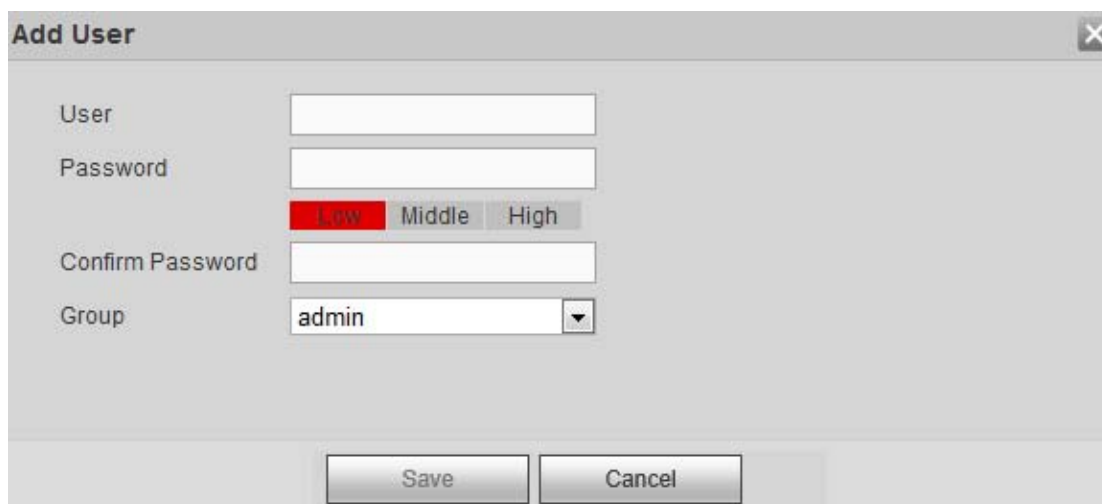 Add User
User
Password
Low Middle High
Confirm Password
Group admin
Save Cancel